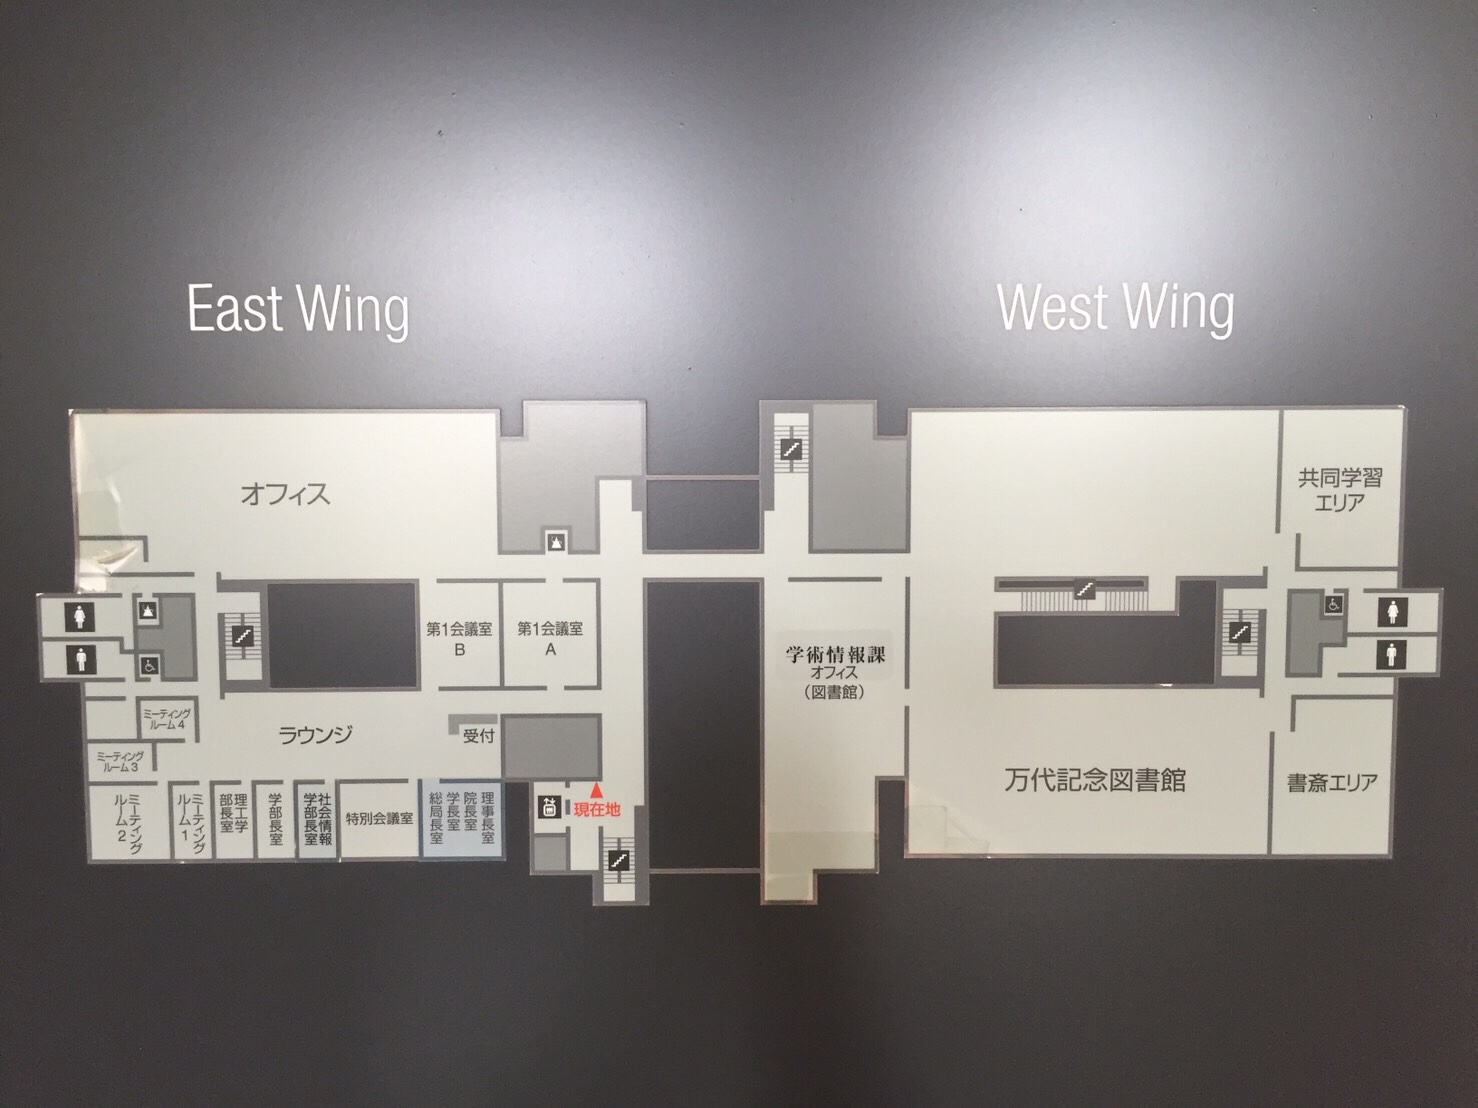 East Wing
West Wing
オフィス
共同学習
エリア
第1会議室
B
第1会議室
A
学術情報課
オフィス
(図書館)
ミーティング
ルーム4
ラウンジ
受付
ミーティング
ルーム3
万代記念図書館
書斎エリア
現在地
ミーティング
ルーム2
ミーティング
ルーム1
理工学
部長室
学部長室
社会情報
学部長室
特別会議室
理事長室
院長室
学長室
総局長室